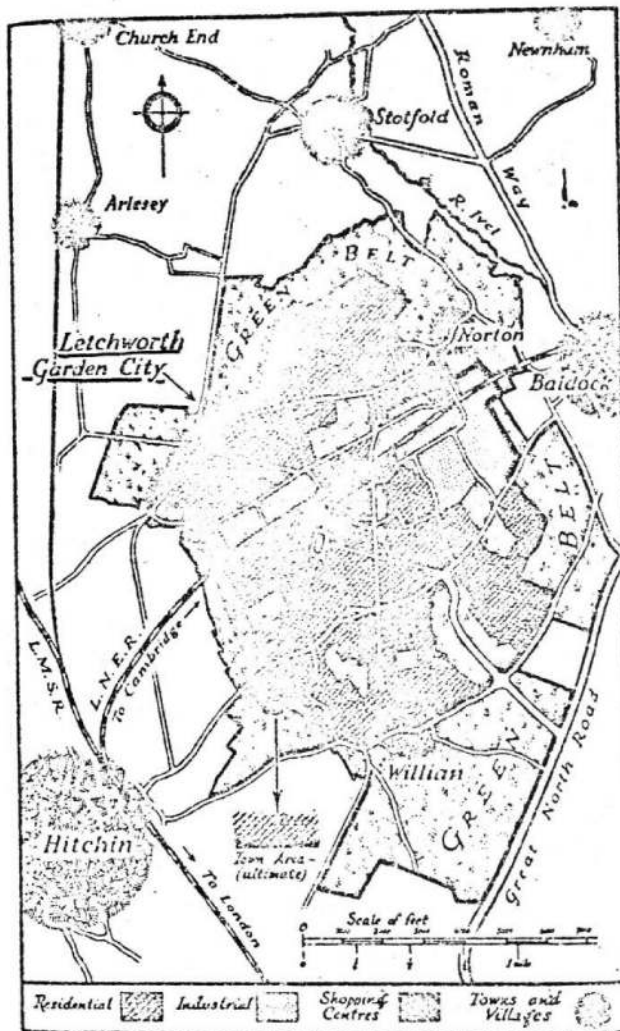 Church End
Newnham
Roman
Way
Stotfold
Arlesey
R. Ivel
GREEN BELT
Norton
Letchworth
Garden City
Baldock
BELT
L.M.S.R.
L.N.E.R.
To Cambridge
GREEN
Great North Road
Willian
Hitchin
Town Area
(ultimate)
To London
Scale of feet
1 mile
Residential
Industrial
Shopping
Centres
Towns and
Villages